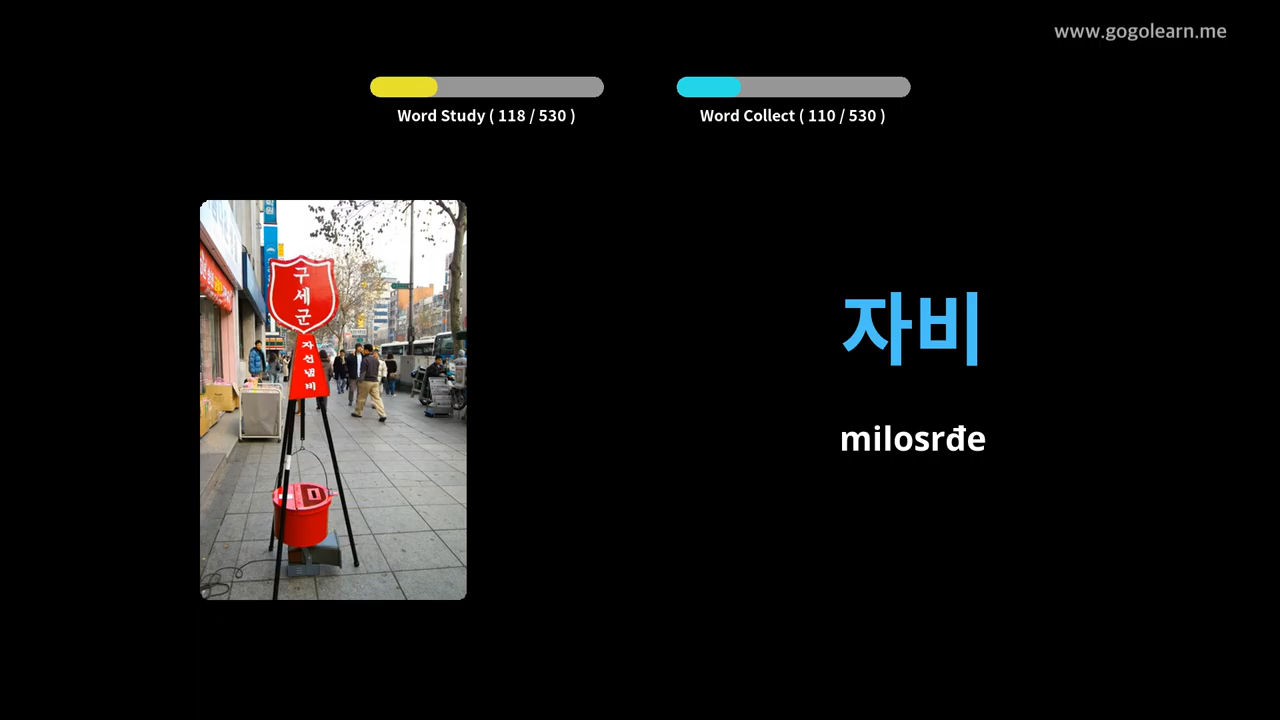 www.gogolearn.me
Word Study ( 118 / 530 )
Word Collect ( 110 / 530 )
구세군
자선냄비
자비
milosrđe